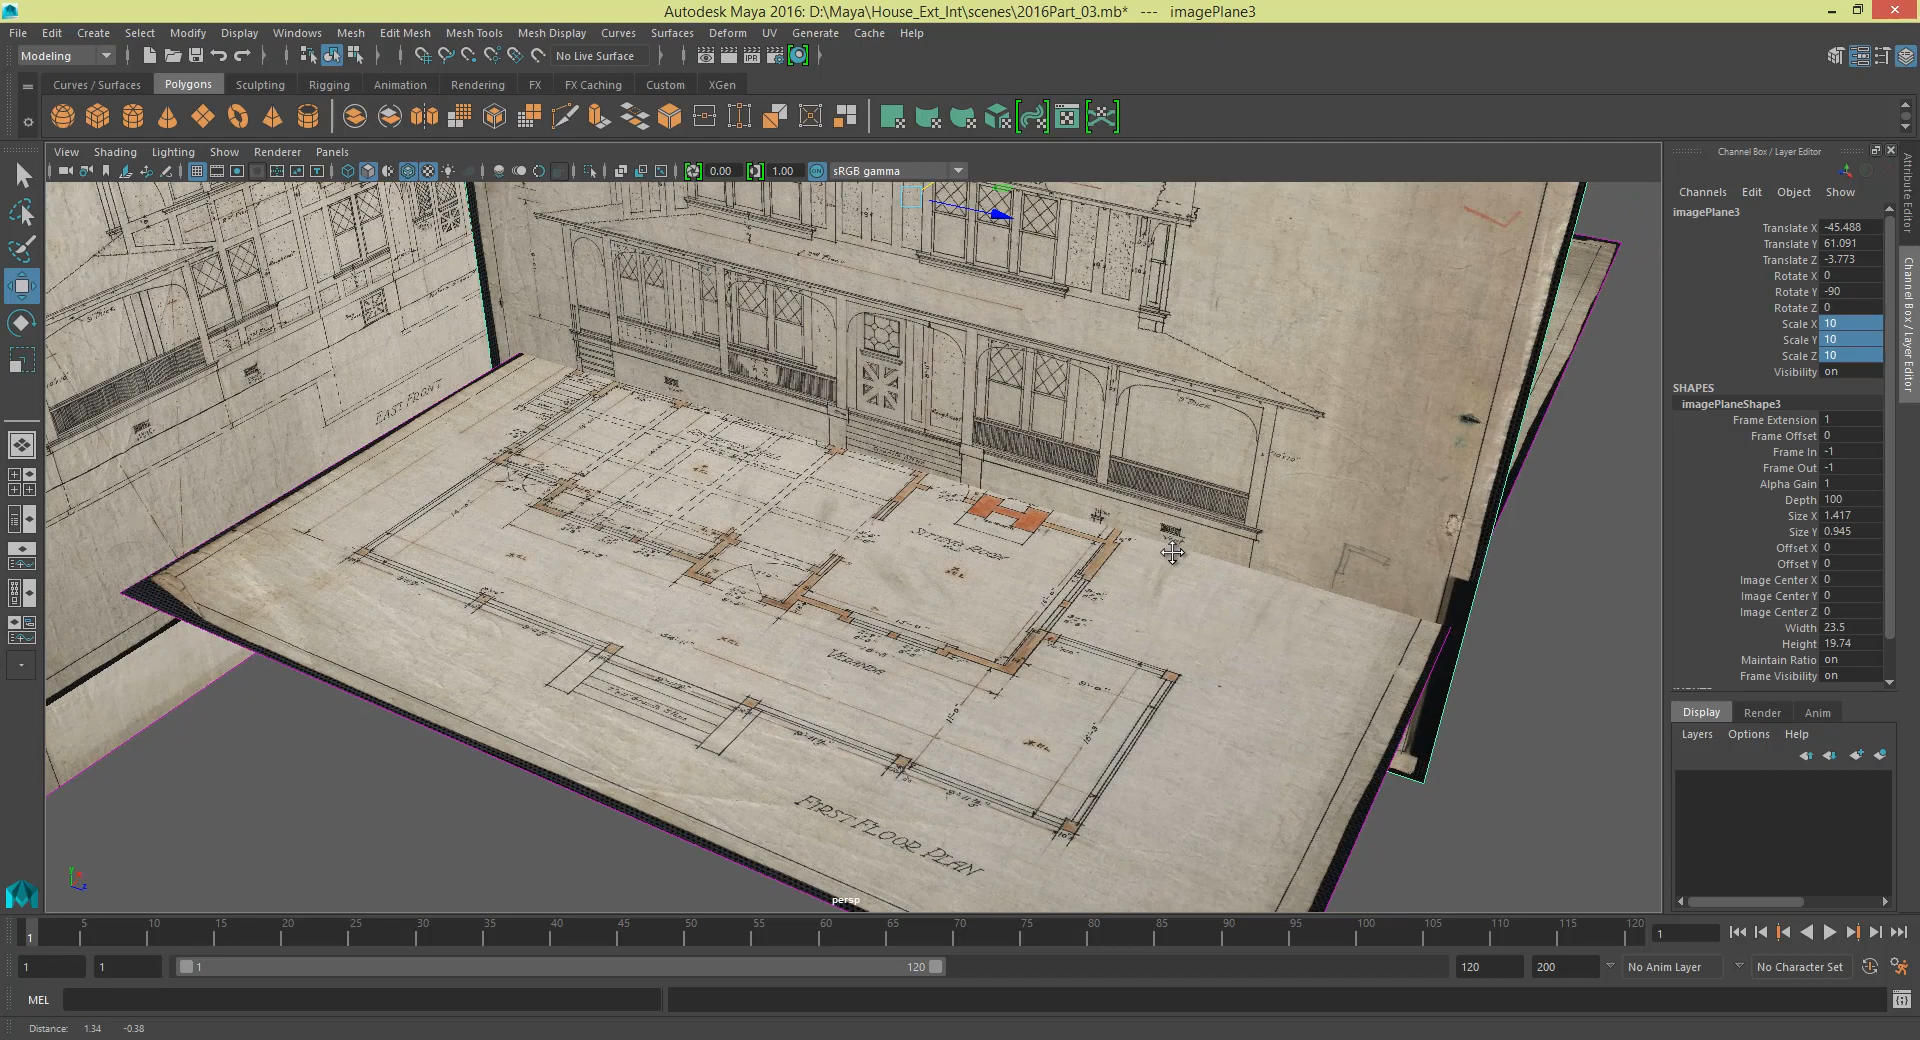 Autodesk Maya 2016: D:\Maya\House_Ext_Int\scenes\2016Part_03.mb* --- imagePlane3
File Edit Create Select Modify Display Windows Mesh Edit Mesh Mesh Tools Mesh Display Curves Surfaces Deform UV Generate Cache Help
Modeling
No Live Surface
Curves / Surfaces Polygons Sculpting Rigging Animation Rendering FX FX Caching Custom XGen
View Shading Lighting Show Renderer Panels
0.00 1.00 sRGB gamma
EAST FRONT
SITTING ROOM
VERANDA
FIRST FLOOR PLAN
persp
Channel Box / Layer Editor
Channels Edit Object Show
imagePlane3
Translate X -45.488
Translate Y 61.091
Translate Z -3.773
Rotate X 0
Rotate Y -90
Rotate Z 0
Scale X 10
Scale Y 10
Scale Z 10
Visibility on
SHAPES
imagePlaneShape3
Frame Extension 1
Frame Offset 0
Frame In -1
Frame Out -1
Alpha Gain 1
Depth 100
Size X 1.417
Size Y 0.945
Offset X 0
Offset Y 0
Image Center X 0
Image Center Y 0
Image Center Z 0
Width 23.5
Height 19.74
Maintain Ratio on
Frame Visibility on
Display Render Anim
Layers Options Help
Attribute Editor
Channel Box / Layer Editor
1 5 10 15 20 25 30 35 40 45 50 55 60 65 70 75 80 85 90 95 100 105 110 115 120
1
1 1 1 120 120 200 No Anim Layer No Character Set
MEL
Distance: 1.34 -0.38